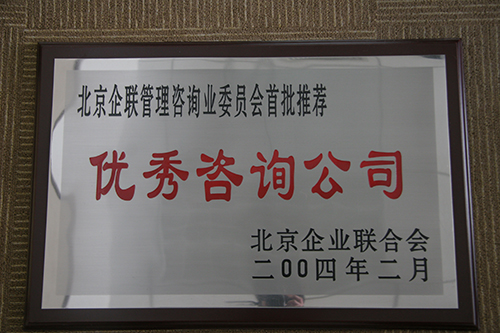 北京企联管理咨询业委员会首批推荐
优秀咨询公司
北京企业联合会
二00四年二月